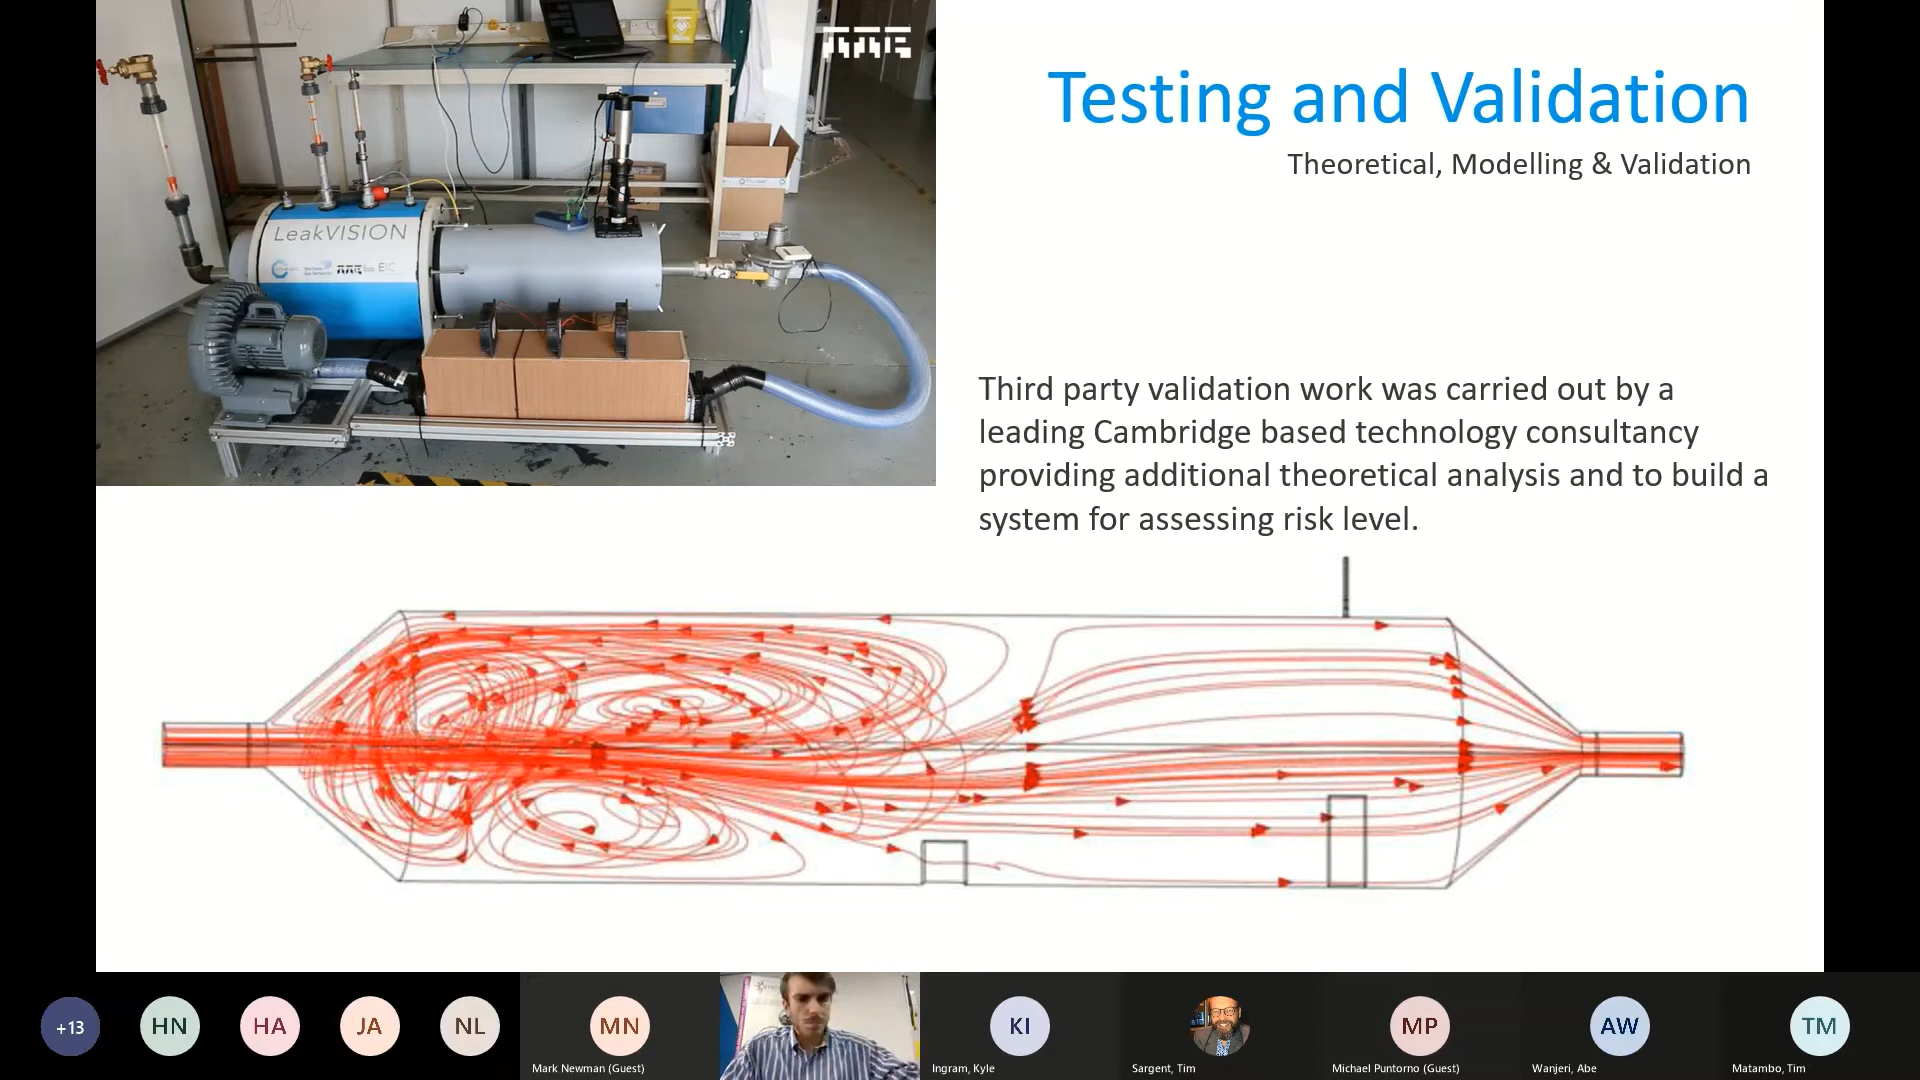 Testing and Validation
Theoretical, Modelling & Validation
LeakVISION
EIC
Third party validation work was carried out by a
leading Cambridge based technology consultancy
providing additional theoretical analysis and to build a
system for assessing risk level.
+13
HN
HA
JA
NL
MN
KI
MP
AW
TM
Mark Newman (Guest)
Ingram, Kyle
Sargent, Tim
Michael Puntorno (Guest)
Wanjeri, Abe
Matambo, Tim